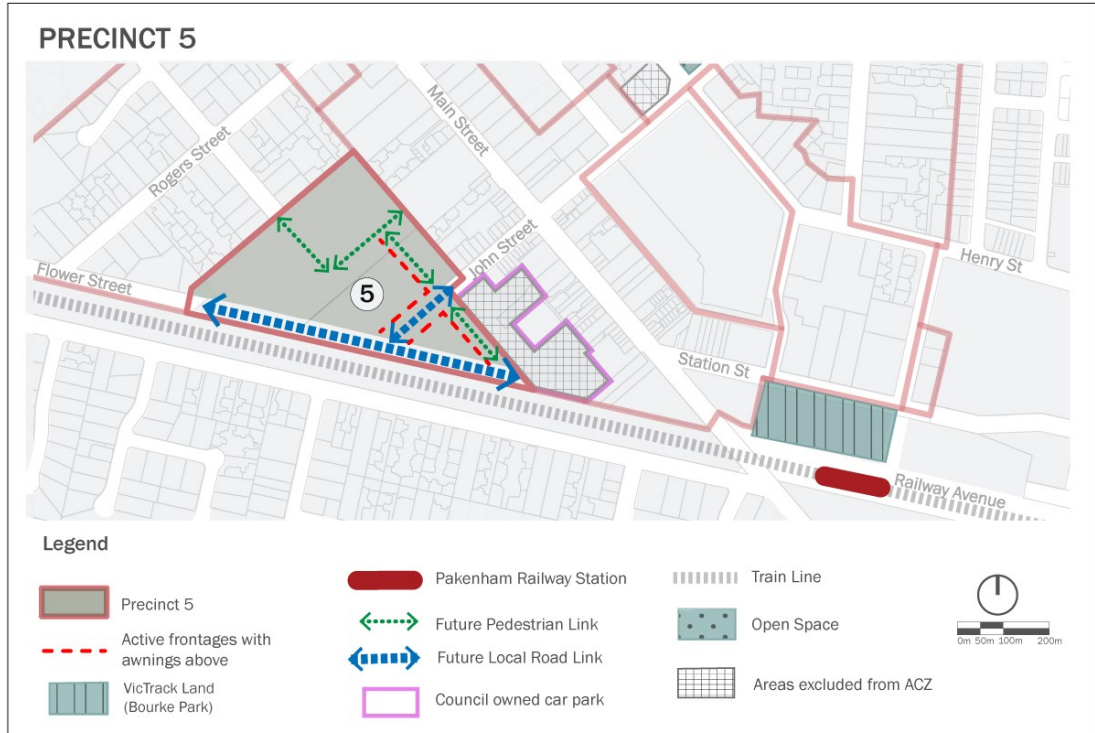 PRECINCT 5
Main Street
Rogers Street
John Street
Flower Street
5
Henry St
Station St
Railway Avenue
Legend
Precinct 5
Active frontages with
awnings above
VicTrack Land
(Bourke Park)
Pakenham Railway Station
Future Pedestrian Link
Future Local Road Link
Council owned car park
Train Line
Open Space
Areas excluded from ACZ
0m 50m 100m 200m